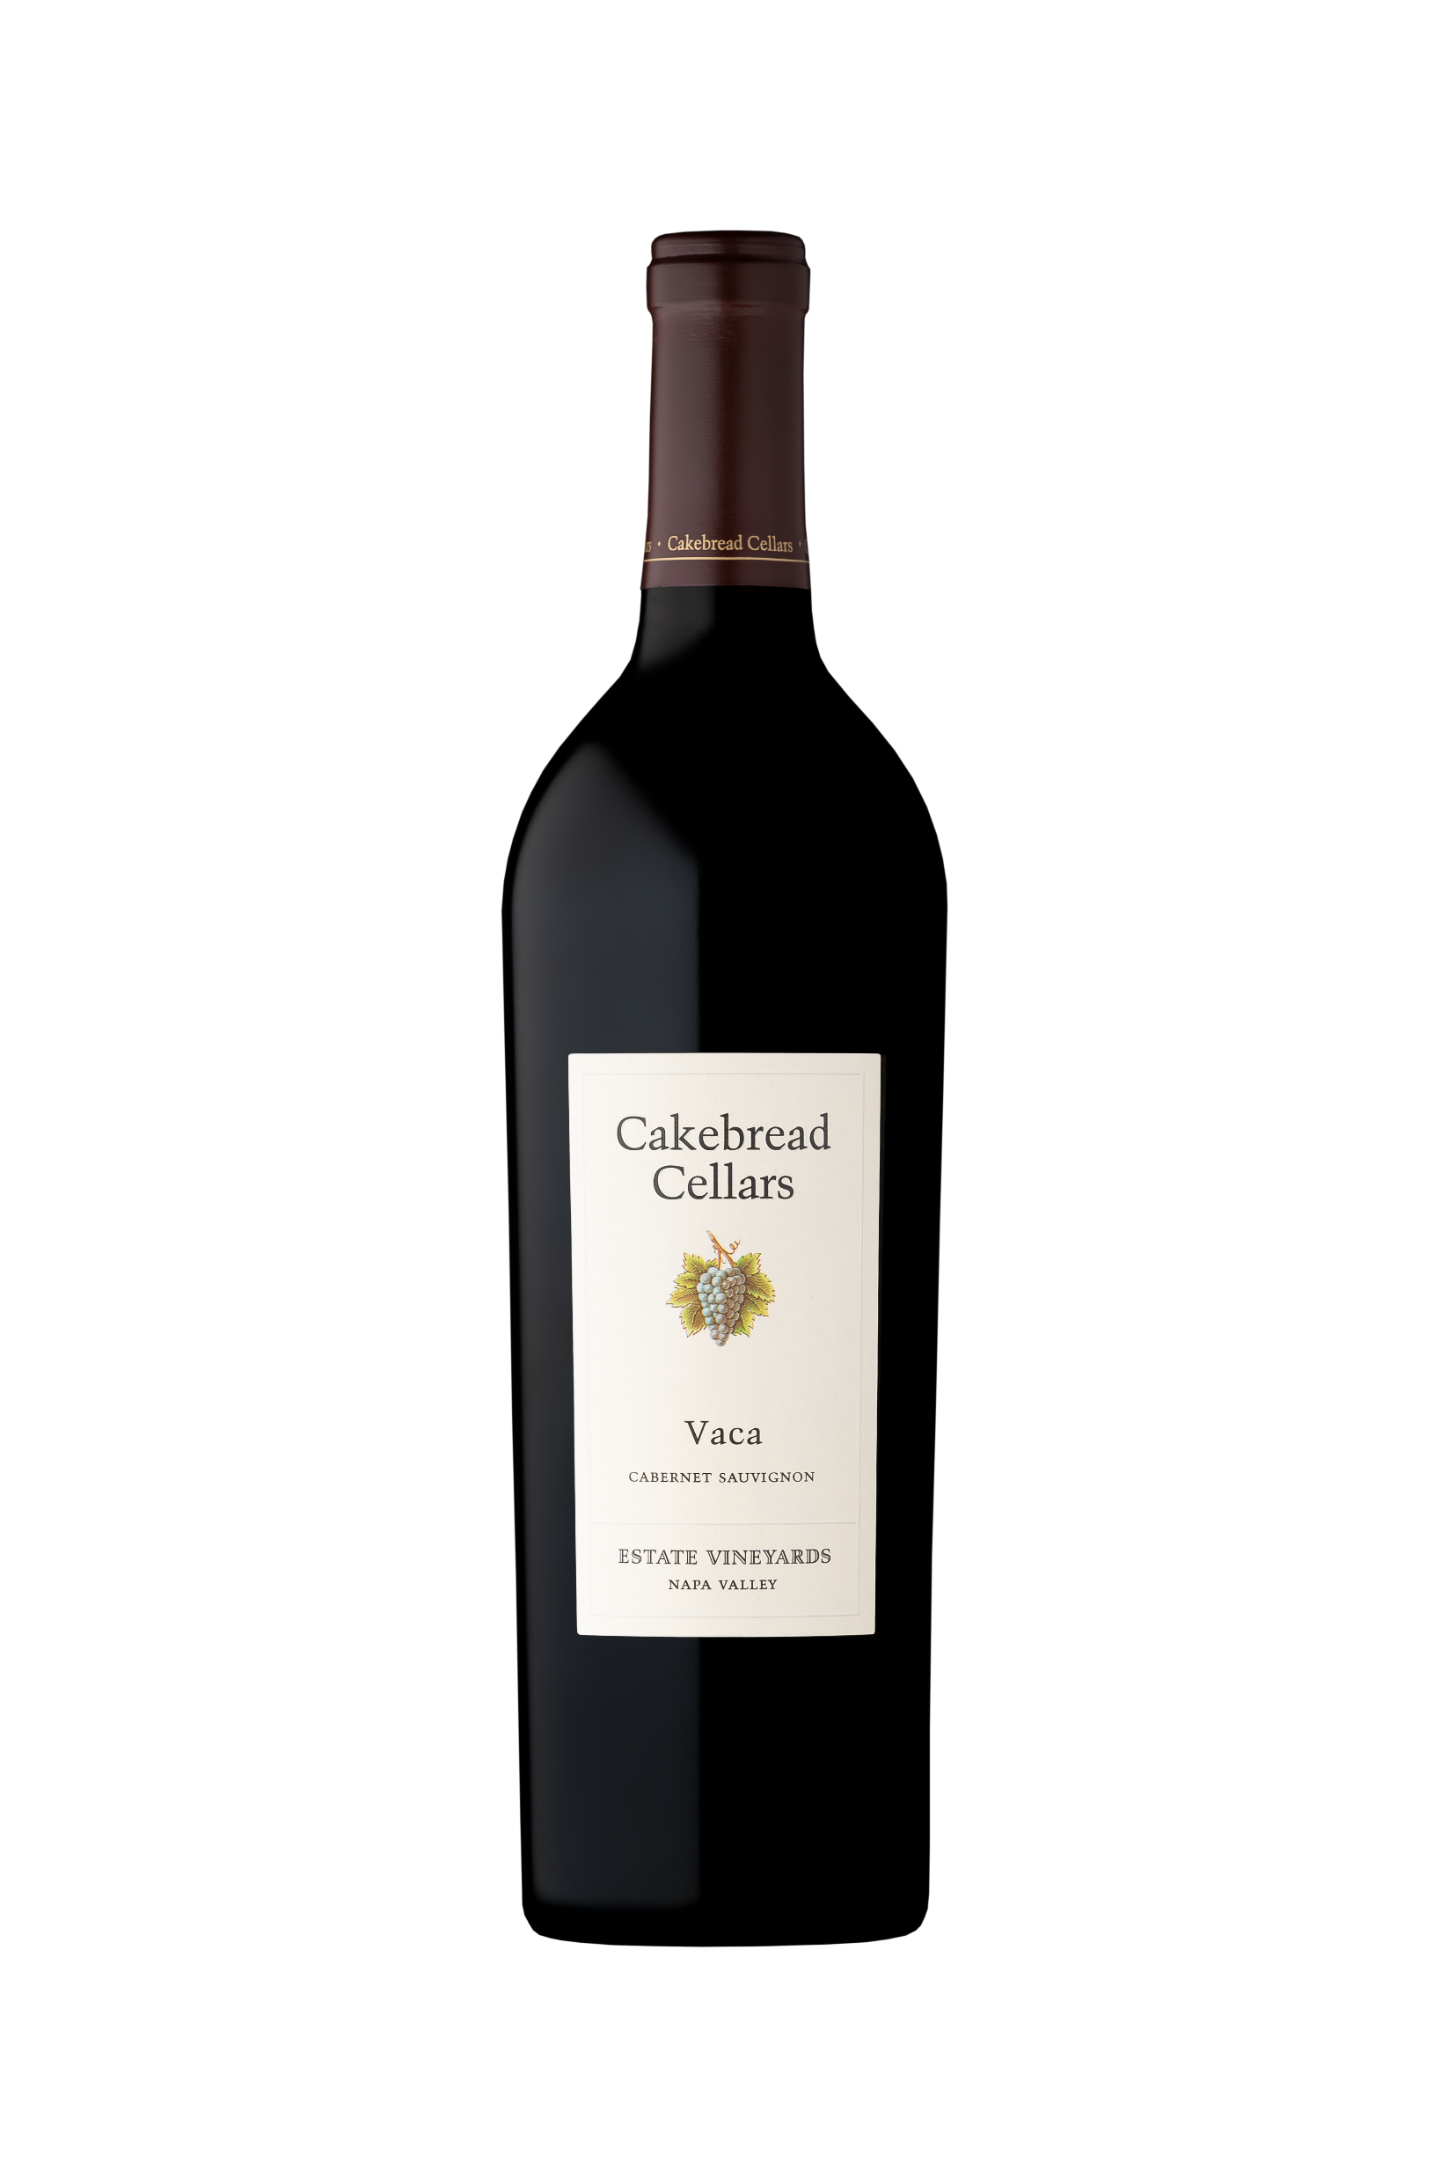 Cakebread Cellars
Cakebread
Cellars
Vaca
CABERNET SAUVIGNON
ESTATE VINEYARDS
NAPA VALLEY